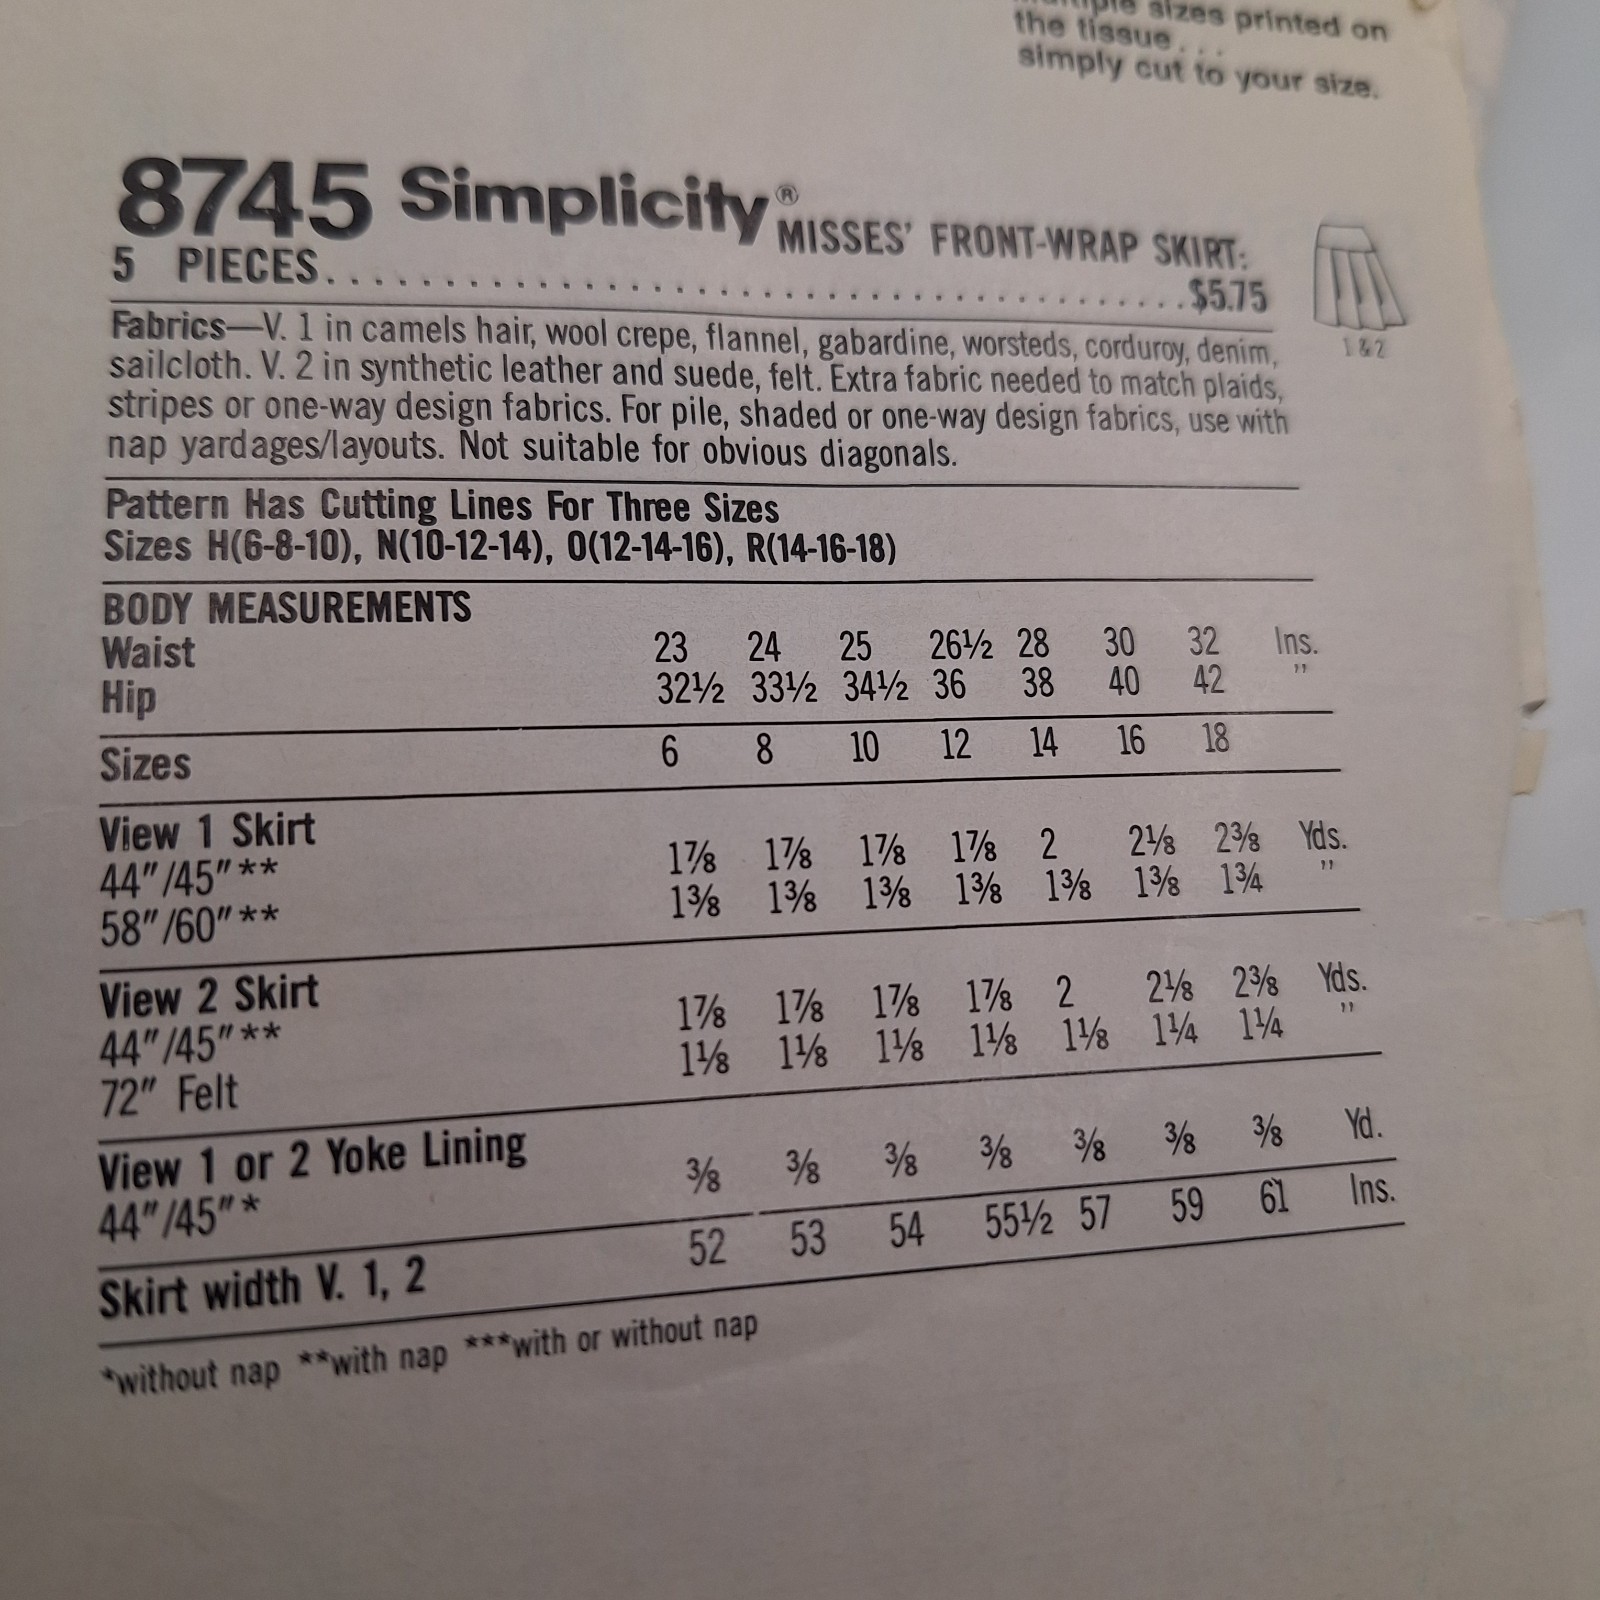 sizes printed on
the tissue...
simply cut to your size.
8745 Simplicity® MISSES' FRONT-WRAP SKIRT:
5 PIECES........................................$5.75
1 & 2
Fabrics—V. 1 in camels hair, wool crepe, flannel, gabardine, worsteds, corduroy, denim,
sailcloth. V. 2 in synthetic leather and suede, felt. Extra fabric needed to match plaids,
stripes or one-way design fabrics. For pile, shaded or one-way design fabrics, use with
nap yardages/layouts. Not suitable for obvious diagonals.
Pattern Has Cutting Lines For Three Sizes
Sizes H(6-8-10), N(10-12-14), O(12-14-16), R(14-16-18)
BODY MEASUREMENTS
Waist 23 24 25 26½ 28 30 32 Ins.
Hip 32½ 33½ 34½ 36 38 40 42 "
Sizes 6 8 10 12 14 16 18
View 1 Skirt
44"/45"** 1⅞ 1⅞ 1⅞ 1⅞ 2 2⅛ 2⅜ Yds.
58"/60"** 1⅜ 1⅜ 1⅜ 1⅜ 1⅜ 1⅜ 1¾ "
View 2 Skirt
44"/45"** 1⅞ 1⅞ 1⅞ 1⅞ 2 2⅛ 2⅜ Yds.
72" Felt 1⅛ 1⅛ 1⅛ 1⅛ 1⅛ 1¼ 1¼ "
View 1 or 2 Yoke Lining
44"/45"* ⅜ ⅜ ⅜ ⅜ ⅜ ⅜ ⅜ Yd.
Skirt width V. 1, 2 52 53 54 55½ 57 59 61 Ins.
*without nap **with nap ***with or without nap